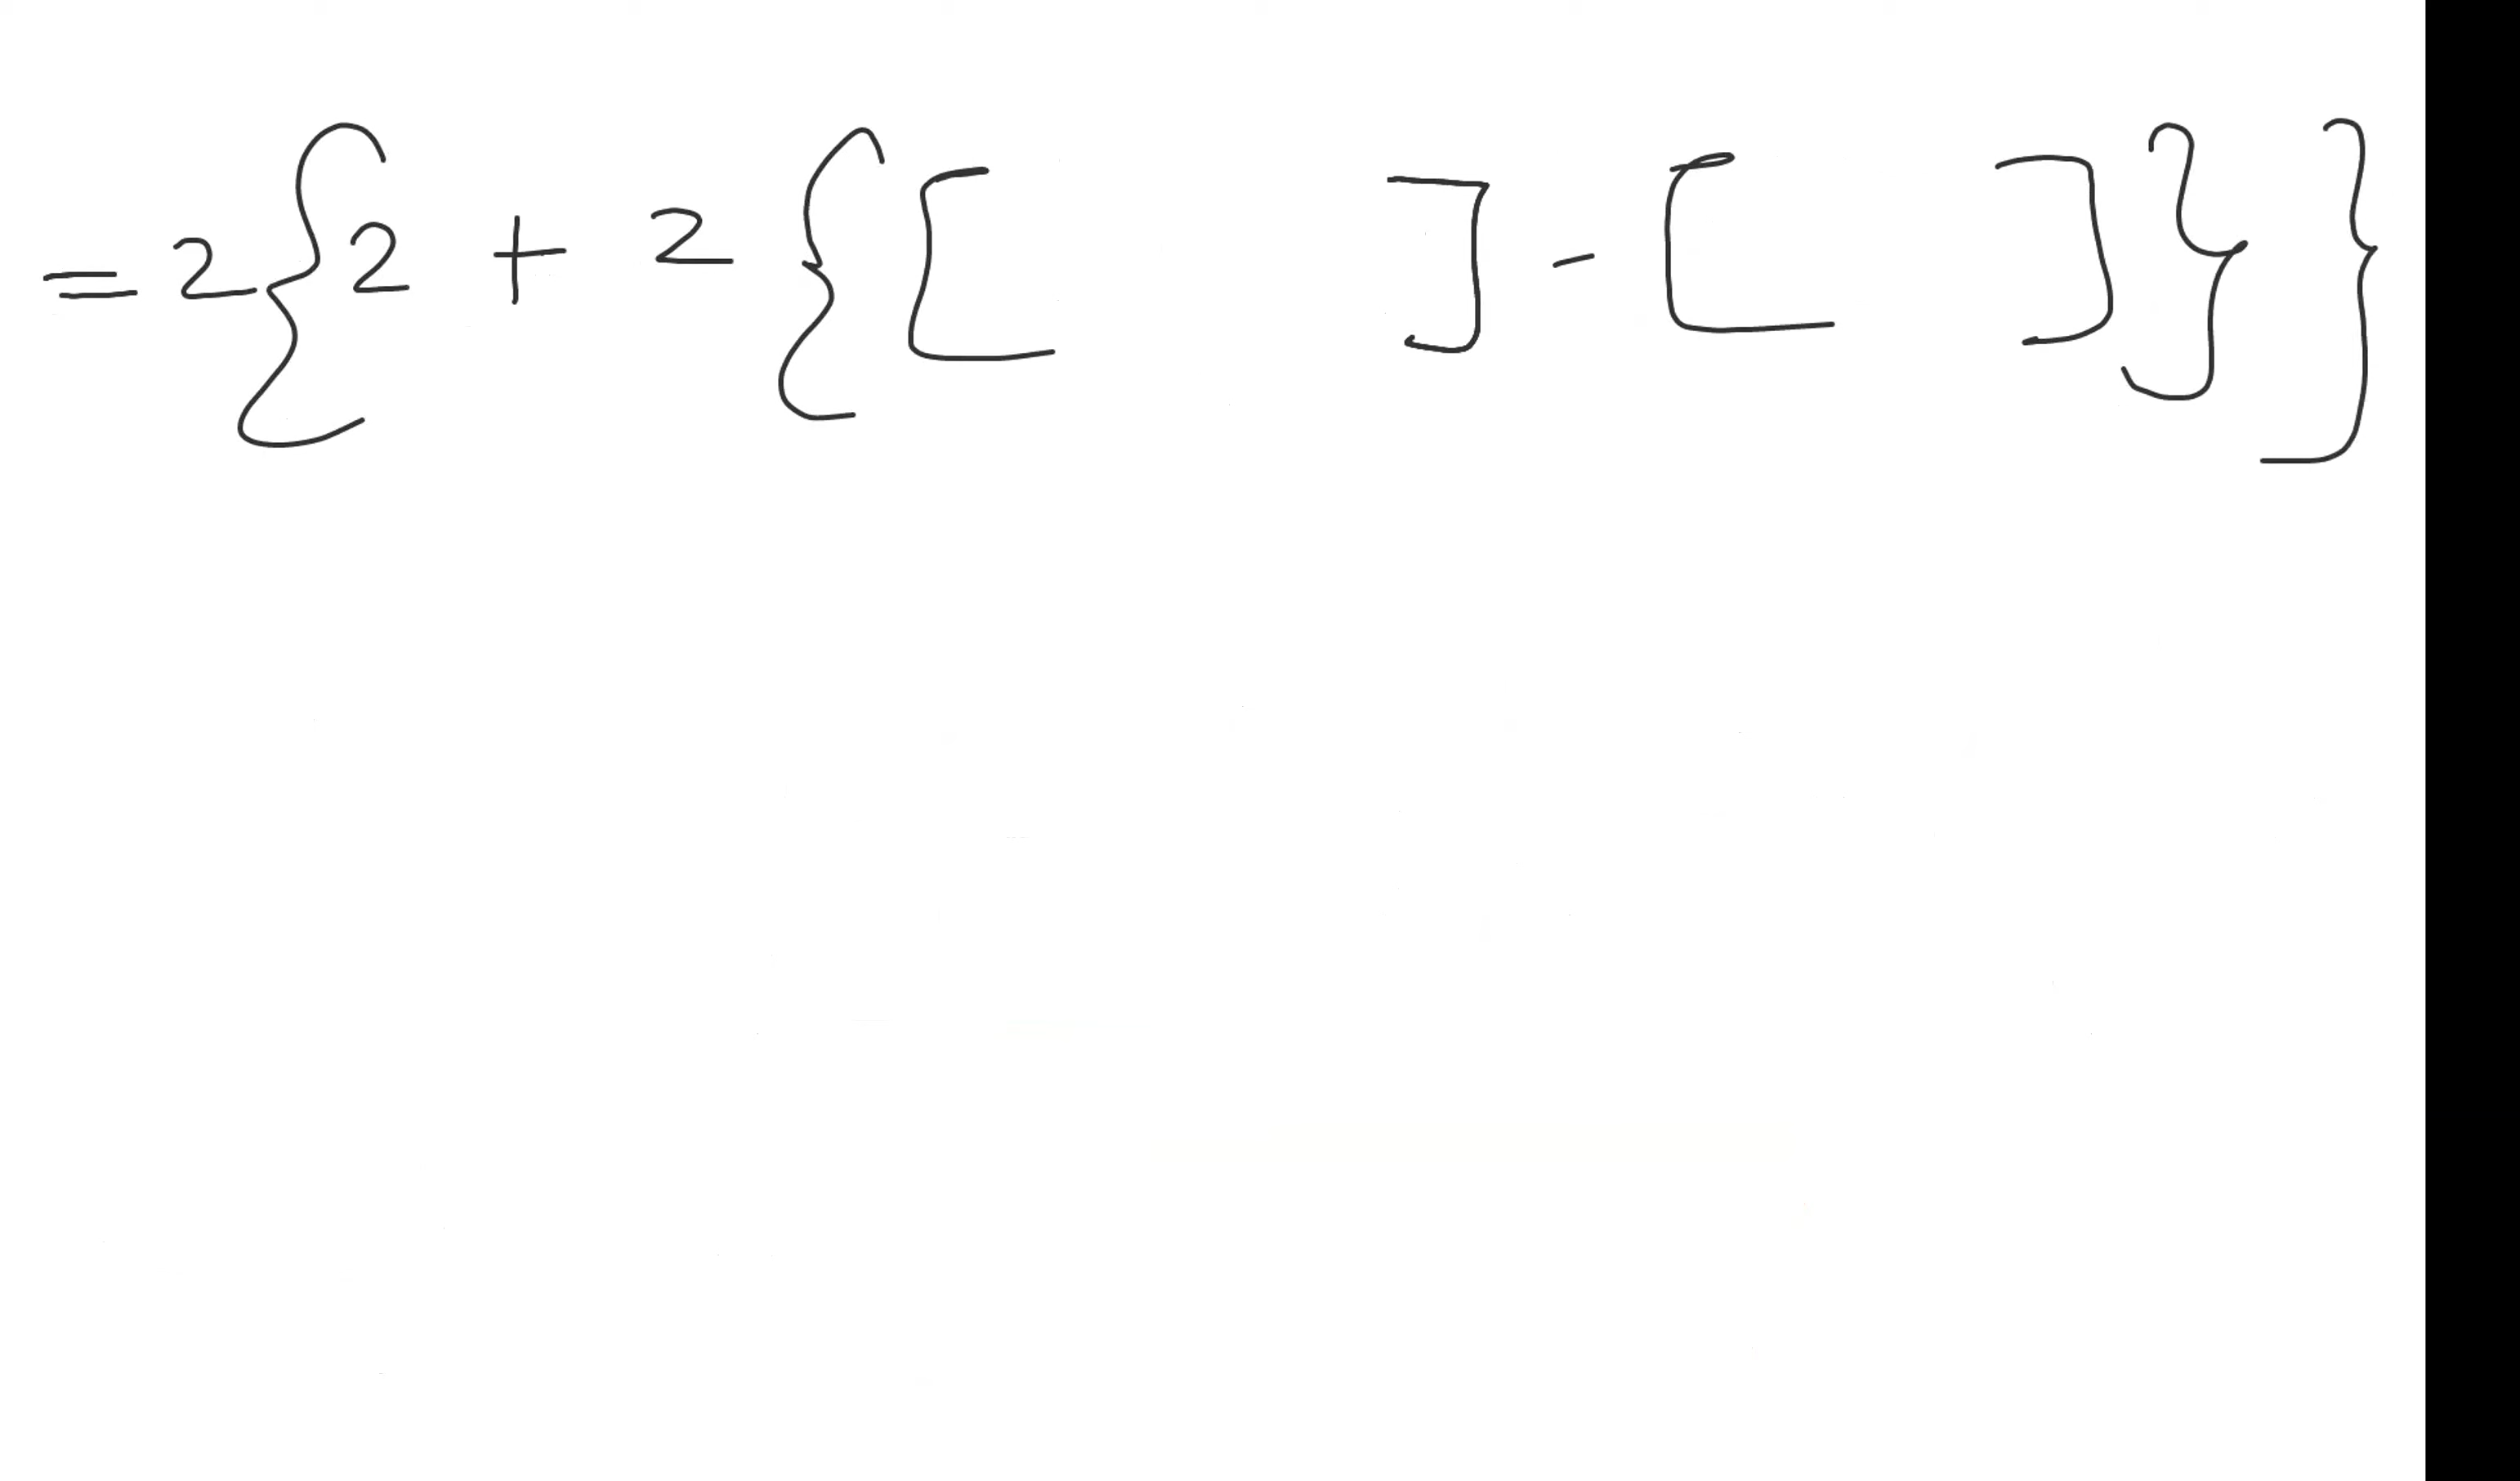 = 2 { 2 + 2 { [ ] - [ ] } }